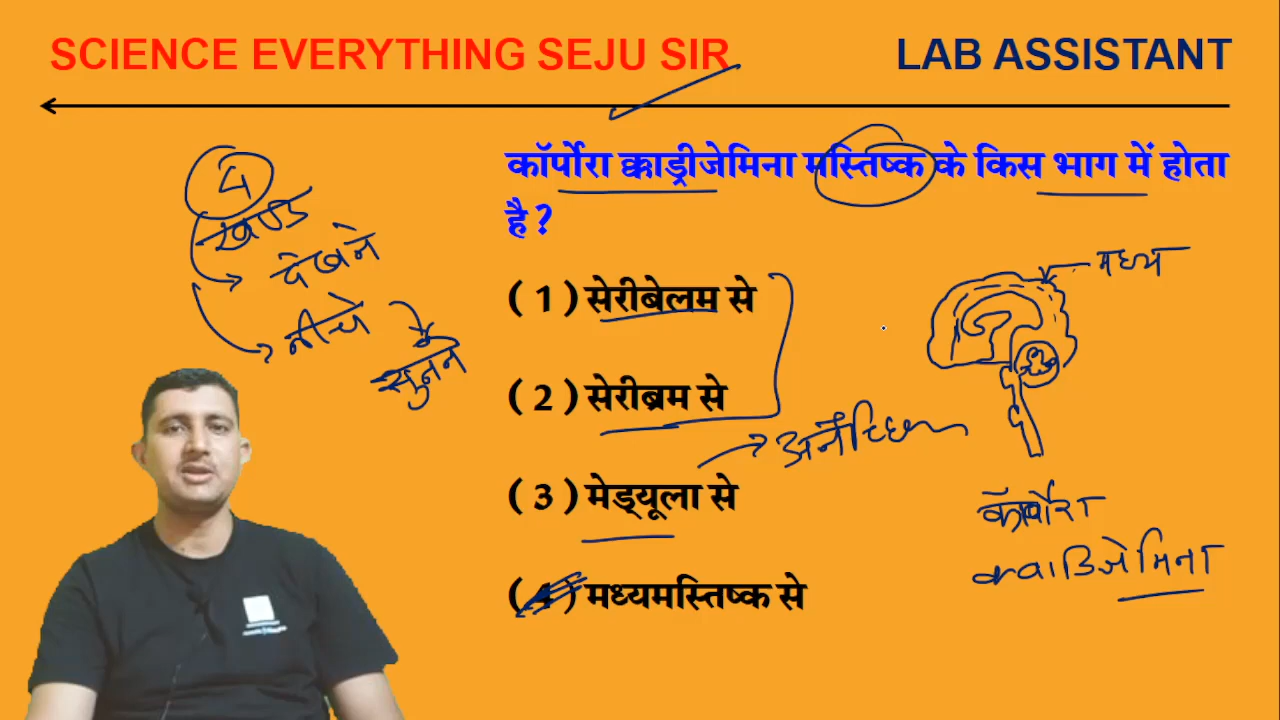 SCIENCE EVERYTHING SEJU SIR
LAB ASSISTANT
कॉर्पोरा क्काड्रीजेमिना मस्तिष्क के किस भाग में होता
है ?
( 1 ) सेरीबेलम से
( 2 ) सेरीब्रम से
( 3 ) मेड्यूला से
( 4 ) मध्यमस्तिष्क से
4
खण्ड
देखने
नीचे
सुनने
मध्य
कॉर्पोरा
क्वाडिजेमिना